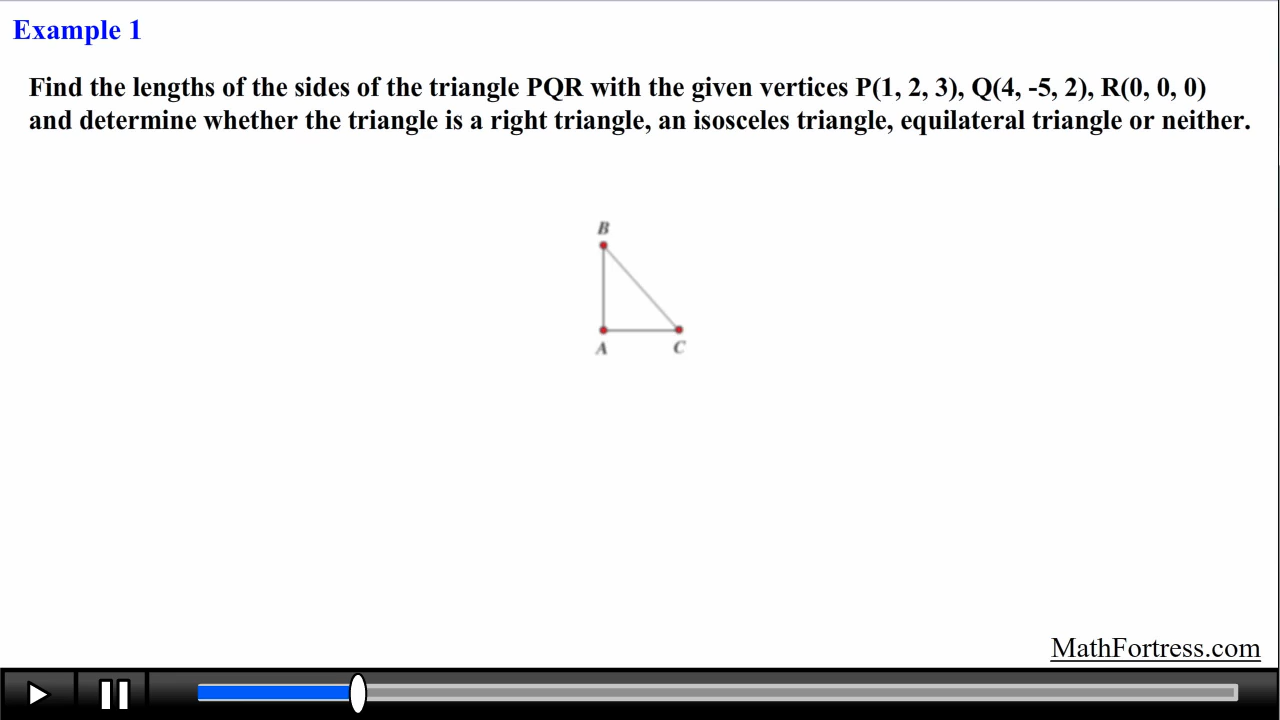 Example 1
Find the lengths of the sides of the triangle PQR with the given vertices P(1, 2, 3), Q(4, -5, 2), R(0, 0, 0)
and determine whether the triangle is a right triangle, an isosceles triangle, equilateral triangle or neither.
B
A C
MathFortress.com